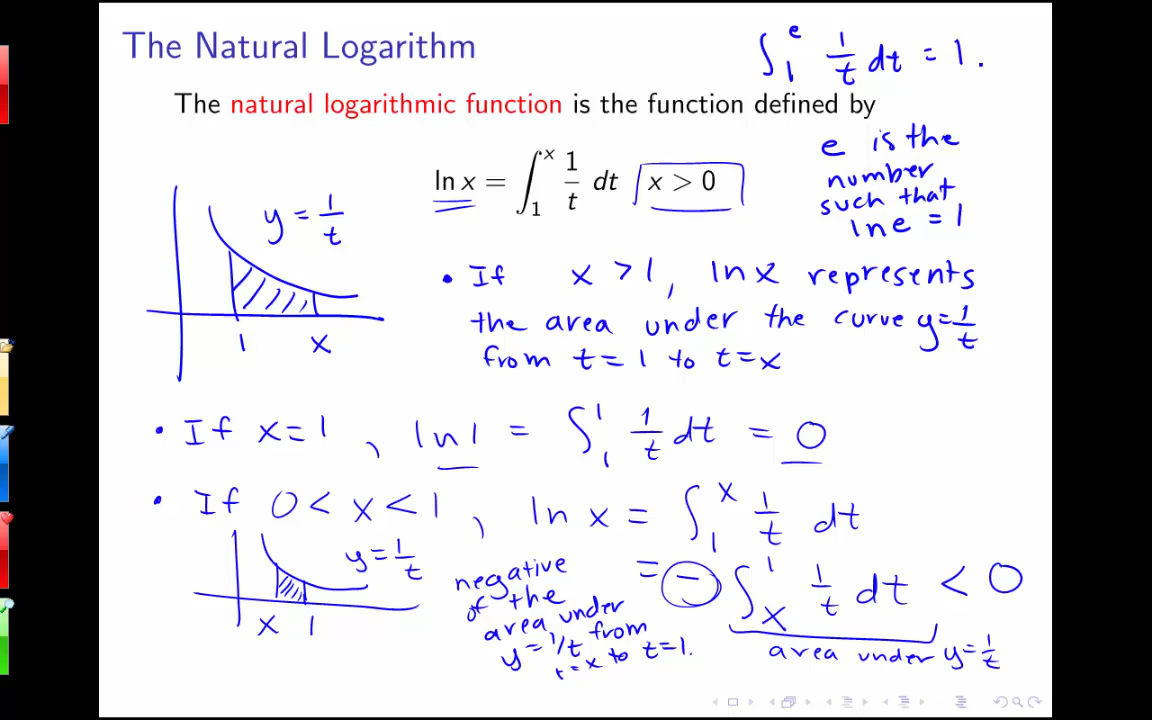 The Natural Logarithm
∫₁ᵉ 1/t dt = 1.
The natural logarithmic function is the function defined by
ln x = ∫₁ˣ 1/t dt x > 0
e is the
number
such that
ln e = 1
y = 1/t
1 x
• If x > 1, ln x represents
the area under the curve y = 1/t
from t = 1 to t = x
• If x = 1, ln 1 = ∫₁¹ 1/t dt = 0
• If 0 < x < 1, ln x = ∫₁ˣ 1/t dt
= − ∫ₓ¹ 1/t dt < 0
y = 1/t
x 1
negative
of the
area under
y = 1/t from
t = x to t = 1.
area under y = 1/t